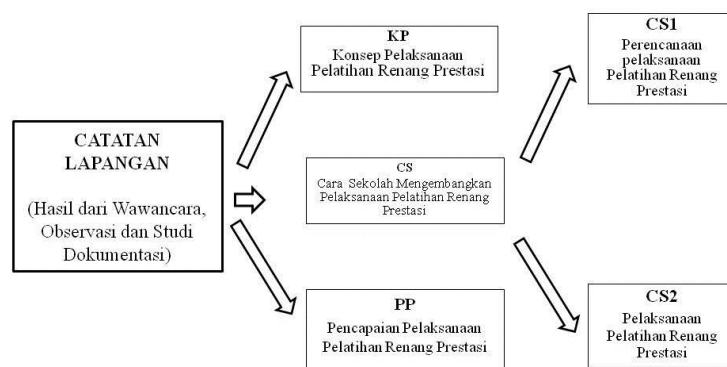 CATATAN
LAPANGAN
(Hasil dari Wawancara,
Observasi dan Studi
Dokumentasi)
KP
Konsep Pelaksanaan
Pelatihan Renang Prestasi
CS
Cara Sekolah Mengembangkan
Pelaksanaan Pelatihan Renang
Prestasi
PP
Pencapaian Pelaksanaan
Pelatihan Renang Prestasi
CS1
Perencanaan
pelaksanaan
Pelatihan Renang
Prestasi
CS2
Pelaksanaan
Pelatihan Renang
Prestasi